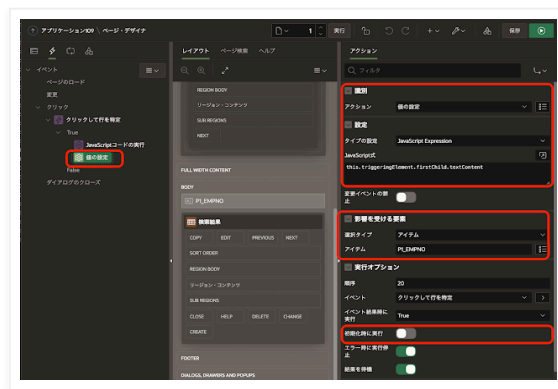 アプリケーション109 \ ページ・デザイナ
1
実行
保存
イベント
ページのロード
変更
クリック
クリックして行を特定
True
JavaScriptコードの実行
値の設定
False
ダイアログのクローズ
レイアウト ページ検索 ヘルプ
REGION BODY
リージョン・コンテンツ
SUB REGIONS
NEXT
FULL WIDTH CONTENT
BODY
P1_EMPNO
検索結果
COPY EDIT PREVIOUS NEXT
SORT ORDER
REGION BODY
リージョン・コンテンツ
SUB REGIONS
CLOSE HELP DELETE CHANGE
CREATE
FOOTER
DIALOGS, DRAWERS AND POPUPS
アクション
フィルタ
識別
アクション 値の設定
設定
タイプの設定 JavaScript Expression
JavaScript式
this.triggeringElement.firstChild.textContent
変更イベントの禁止
影響を受ける要素
選択タイプ アイテム
アイテム P1_EMPNO
実行オプション
順序 20
イベント クリックして行を特定
イベント結果時に実行 True
初期化時に実行
エラー時に実行停止
結果を待機